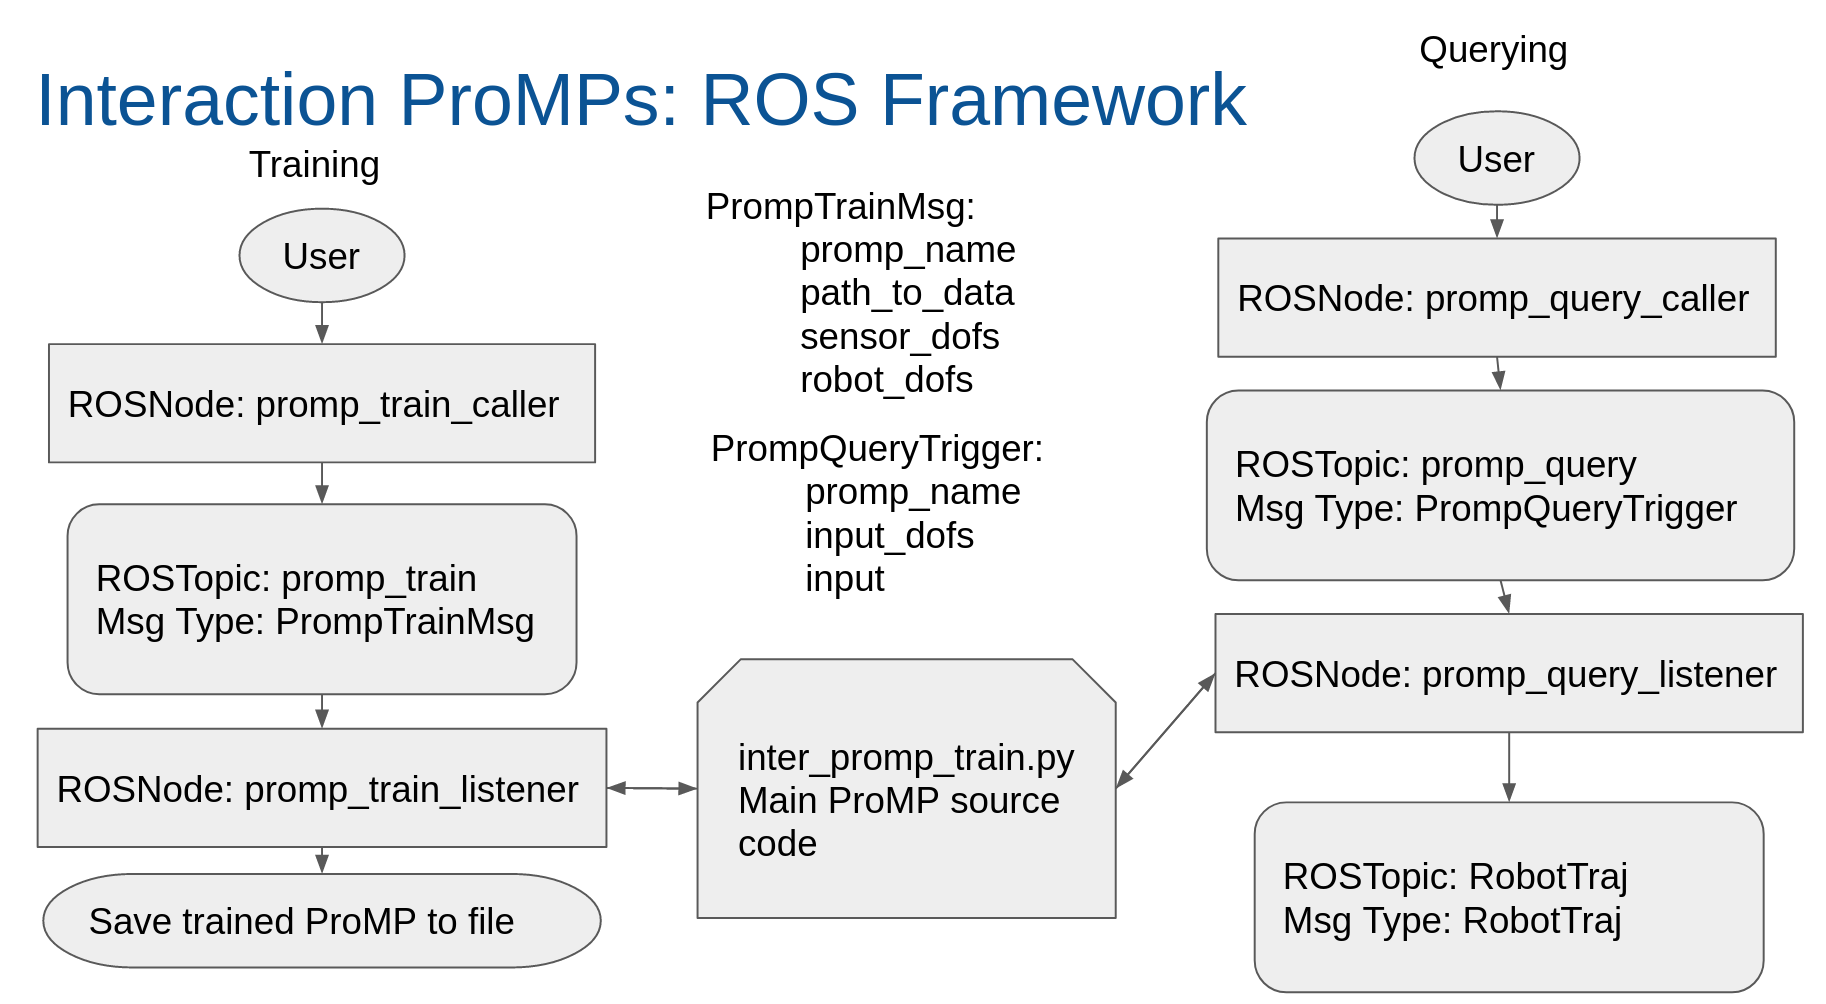 Interaction ProMPs: ROS Framework
Training
User
ROSNode: promp_train_caller
ROSTopic: promp_train
Msg Type: PrompTrainMsg
ROSNode: promp_train_listener
Save trained ProMP to file
PrompTrainMsg:
promp_name
path_to_data
sensor_dofs
robot_dofs
PrompQueryTrigger:
promp_name
input_dofs
input
inter_promp_train.py
Main ProMP source
code
Querying
User
ROSNode: promp_query_caller
ROSTopic: promp_query
Msg Type: PrompQueryTrigger
ROSNode: promp_query_listener
ROSTopic: RobotTraj
Msg Type: RobotTraj